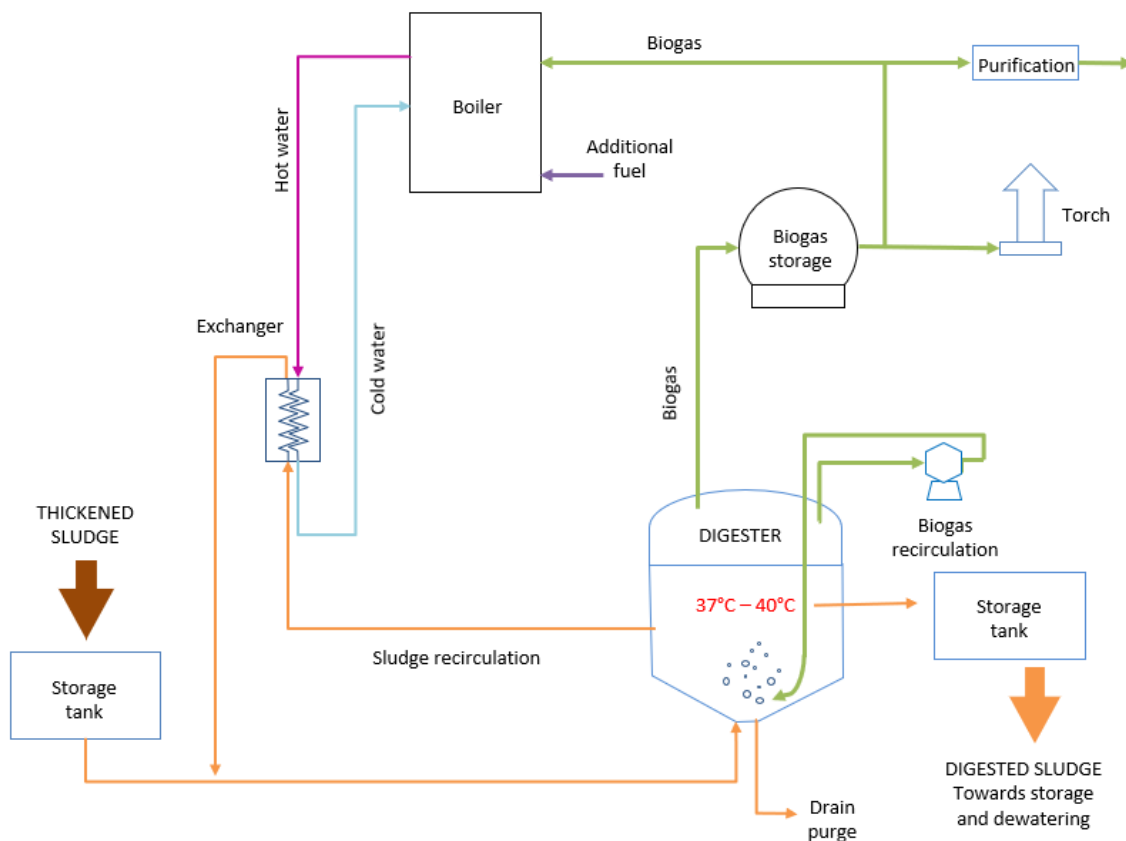 Biogas
Purification
Boiler
Hot water
Additional
fuel
Torch
Biogas
storage
Exchanger
Cold water
Biogas
THICKENED
SLUDGE
DIGESTER
Biogas
recirculation
37°C – 40°C
Storage
tank
Sludge recirculation
Storage
tank
DIGESTED SLUDGE
Towards storage
and dewatering
Drain
purge